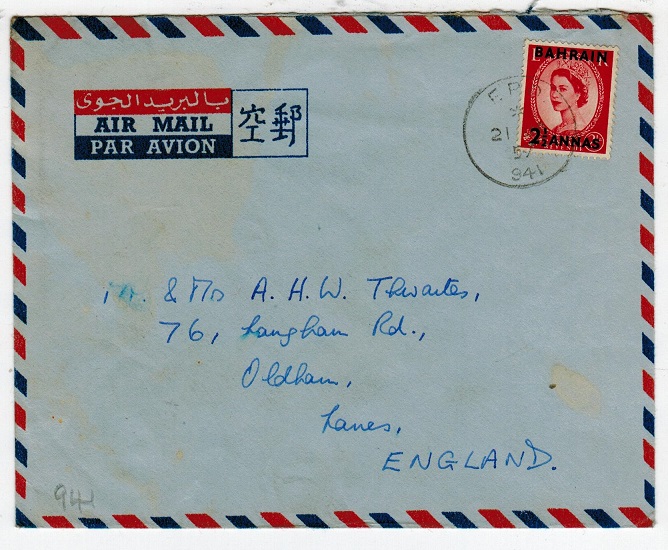 بالبريد الجوى
AIR MAIL
PAR AVION
空郵
BAHRAIN
2½ ANNAS
F.P.O
21
57
941
& Mrs A. H. W. Thwaites,
76, Langham Rd.,
Oldham,
Lancs,
ENGLAND.
941